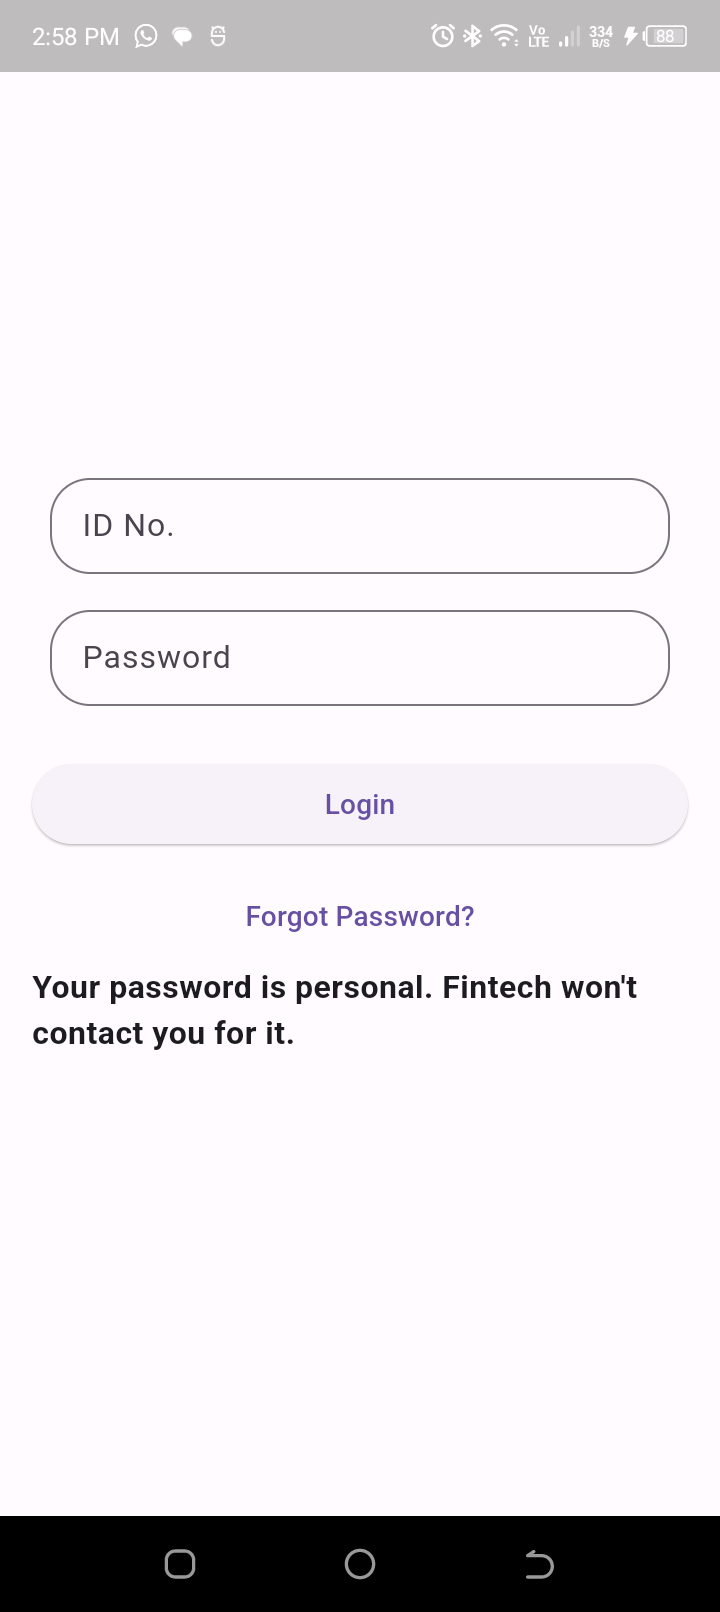 2:58 PM
Vo
LTE
334
B/S
88
ID No.
Password
Login
Forgot Password?
Your password is personal. Fintech won't
contact you for it.